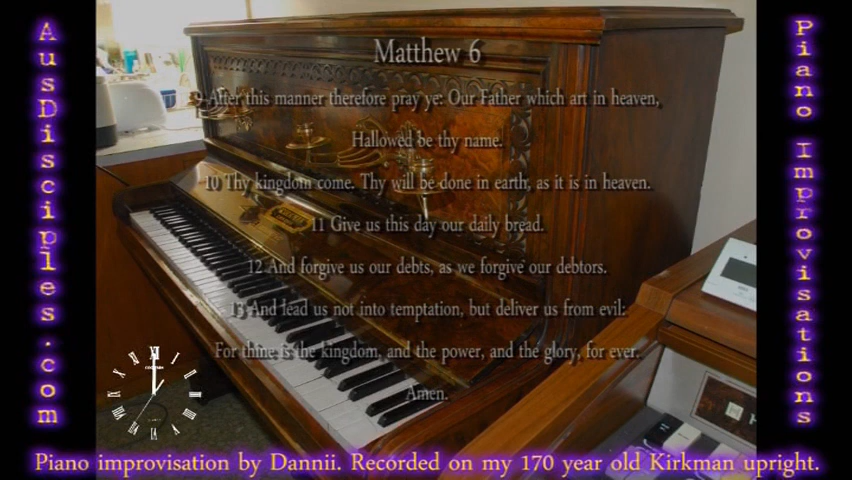 AusDisciples.com
Piano Improvisations
Matthew 6
9 After this manner therefore pray ye: Our Father which art in heaven,
Hallowed be thy name.
10 Thy kingdom come. Thy will be done in earth, as it is in heaven.
11 Give us this day our daily bread.
12 And forgive us our debts, as we forgive our debtors.
13 And lead us not into temptation, but deliver us from evil:
For thine is the kingdom, and the power, and the glory, for ever.
Amen.
Piano improvisation by Dannii. Recorded on my 170 year old Kirkman upright.